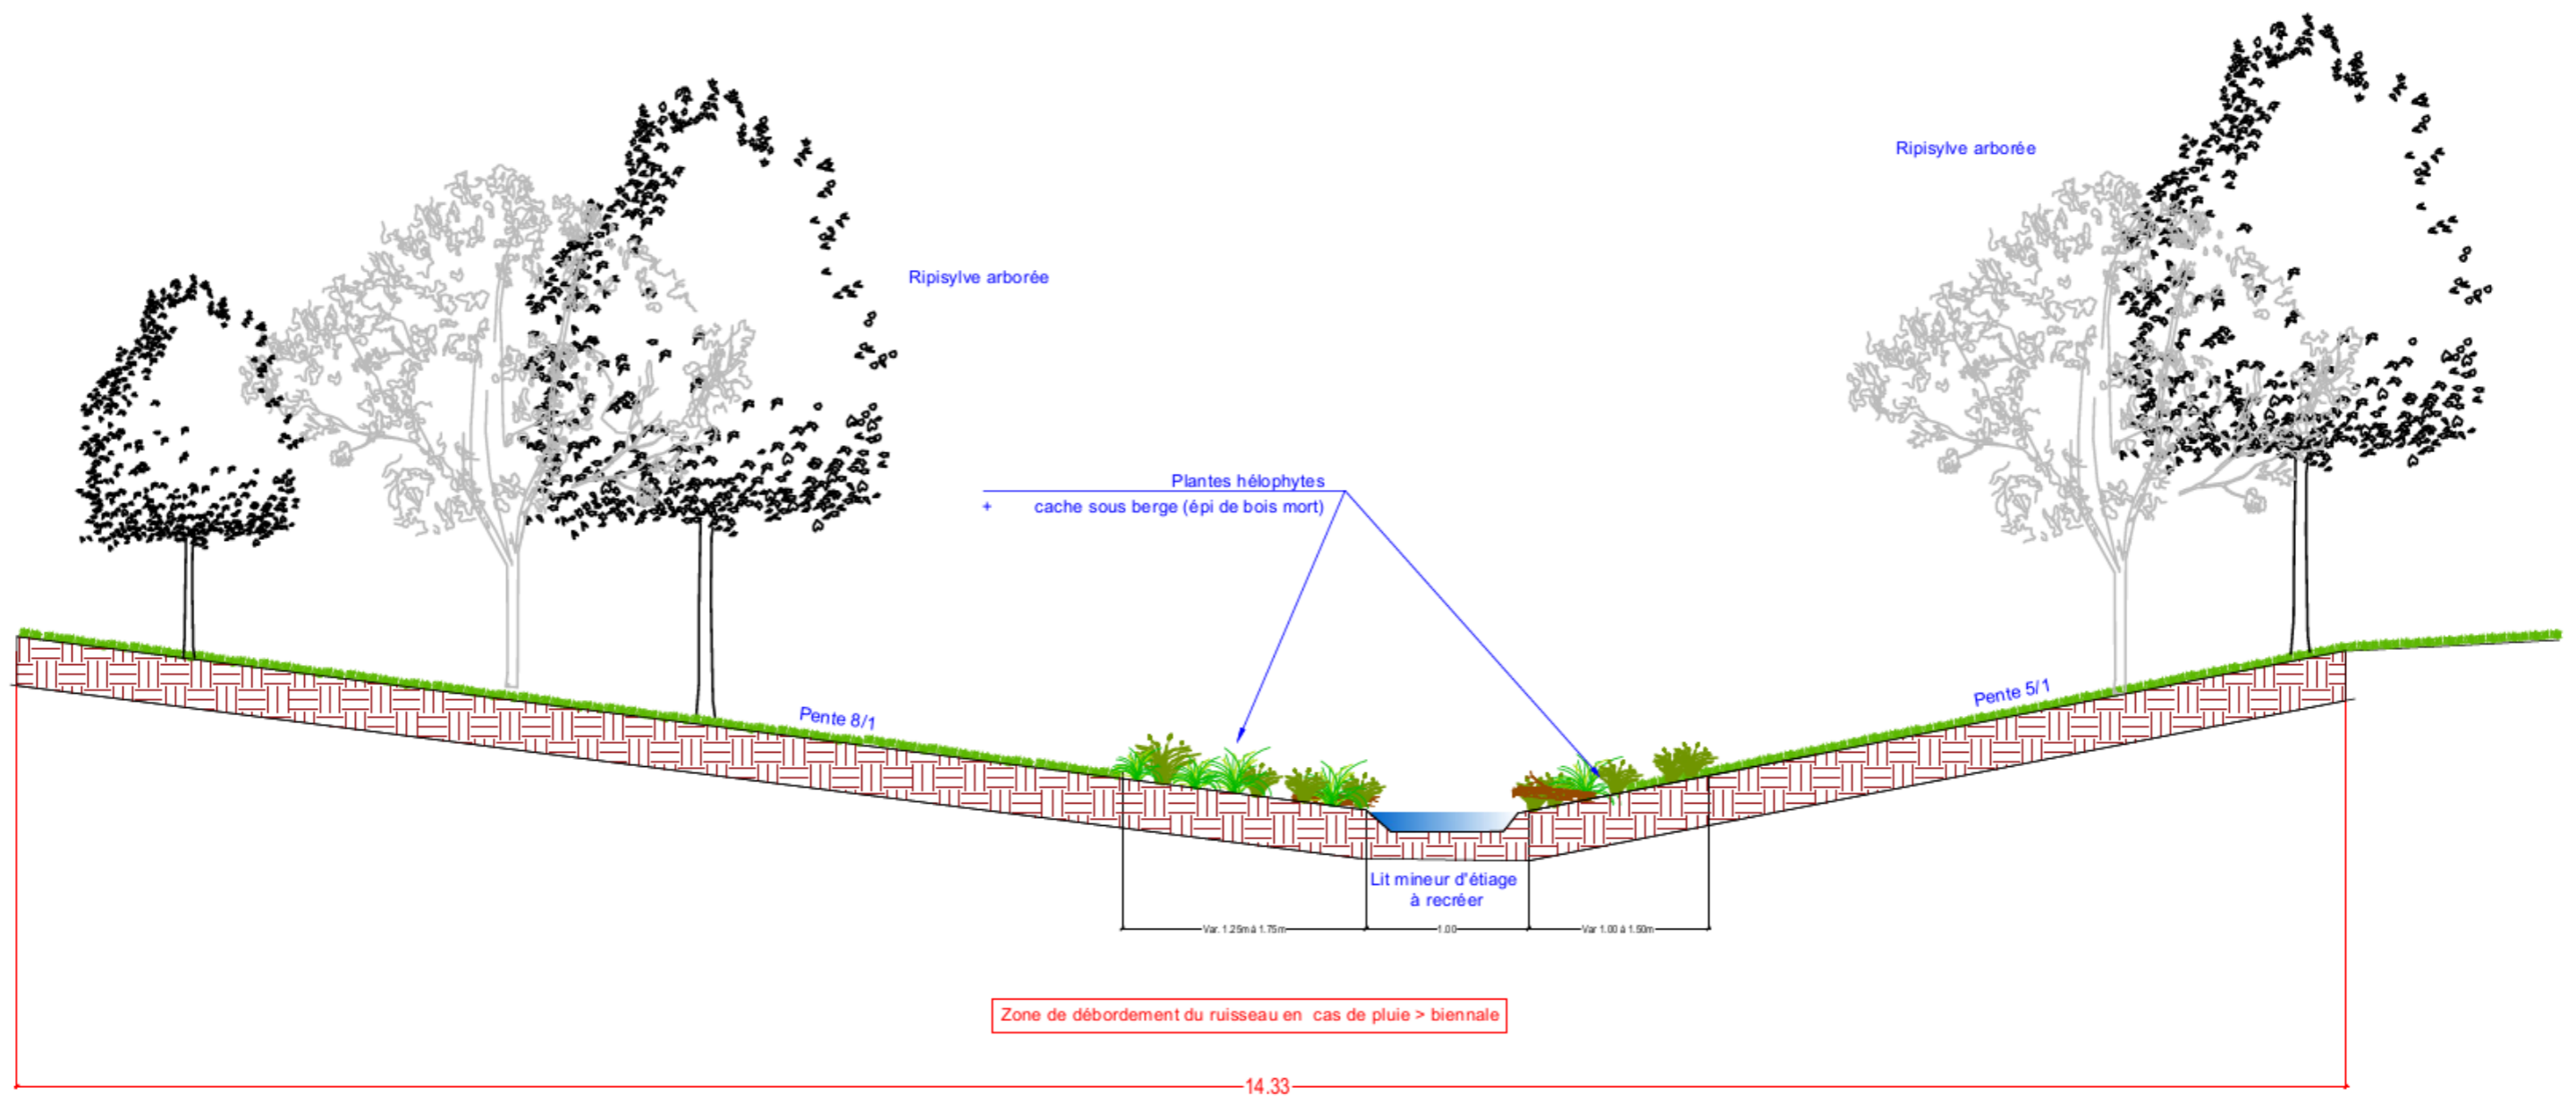 Ripisylve arborée
Ripisylve arborée
Plantes hélophytes
+ cache sous berge (épi de bois mort)
Pente 8/1
Pente 5/1
Lit mineur d'étiage
à recréer
Var. 1.25m à 1.75m
1.00
Var 1.00 à 1.50m
Zone de débordement du ruisseau en cas de pluie > biennale
14.33